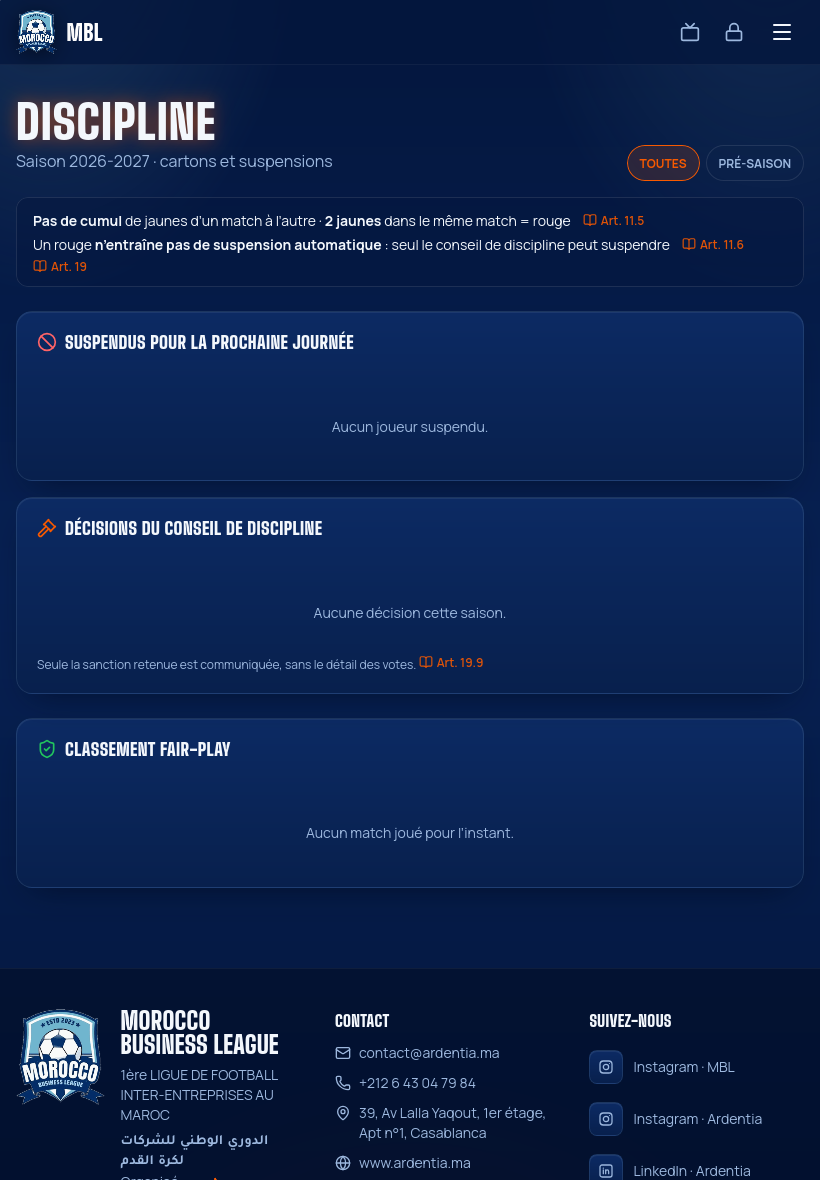 MOROCCO
MBL
DISCIPLINE
Saison 2026-2027 · cartons et suspensions
TOUTES
PRÉ-SAISON
Pas de cumul de jaunes d'un match à l'autre · 2 jaunes dans le même match = rouge Art. 11.5
Un rouge n'entraîne pas de suspension automatique : seul le conseil de discipline peut suspendre Art. 11.6
Art. 19
SUSPENDUS POUR LA PROCHAINE JOURNÉE
Aucun joueur suspendu.
DÉCISIONS DU CONSEIL DE DISCIPLINE
Aucune décision cette saison.
Seule la sanction retenue est communiquée, sans le détail des votes. Art. 19.9
CLASSEMENT FAIR-PLAY
Aucun match joué pour l'instant.
ESTD 2023
MOROCCO
BUSINESS LEAGUE
MOROCCO
BUSINESS LEAGUE
1ère LIGUE DE FOOTBALL
INTER-ENTREPRISES AU
MAROC
الدوري الوطني للشركات
لكرة القدم
CONTACT
contact@ardentia.ma
+212 6 43 04 79 84
39, Av Lalla Yaqout, 1er étage,
Apt n°1, Casablanca
www.ardentia.ma
SUIVEZ-NOUS
Instagram · MBL
Instagram · Ardentia
LinkedIn · Ardentia